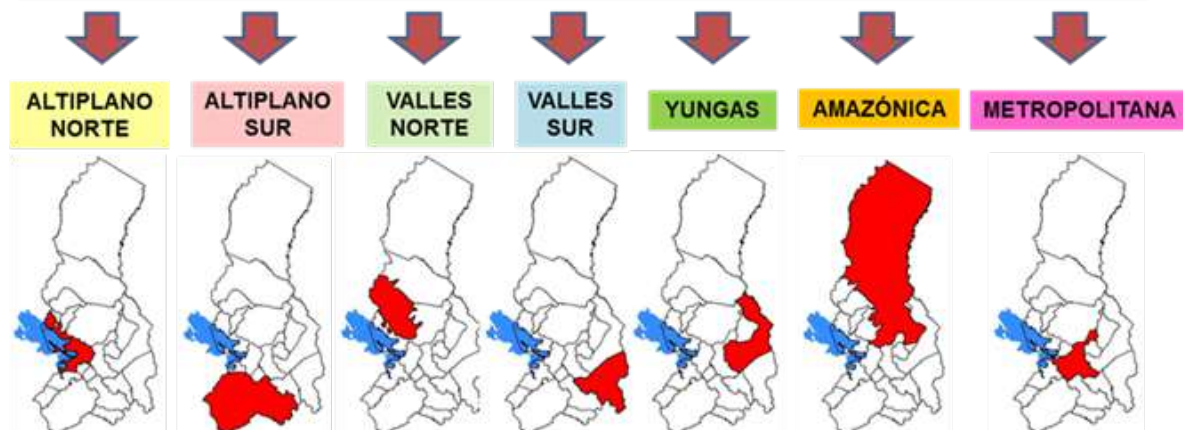 ALTIPLANO
NORTE
ALTIPLANO
SUR
VALLES
NORTE
VALLES
SUR
YUNGAS
AMAZÓNICA
METROPOLITANA